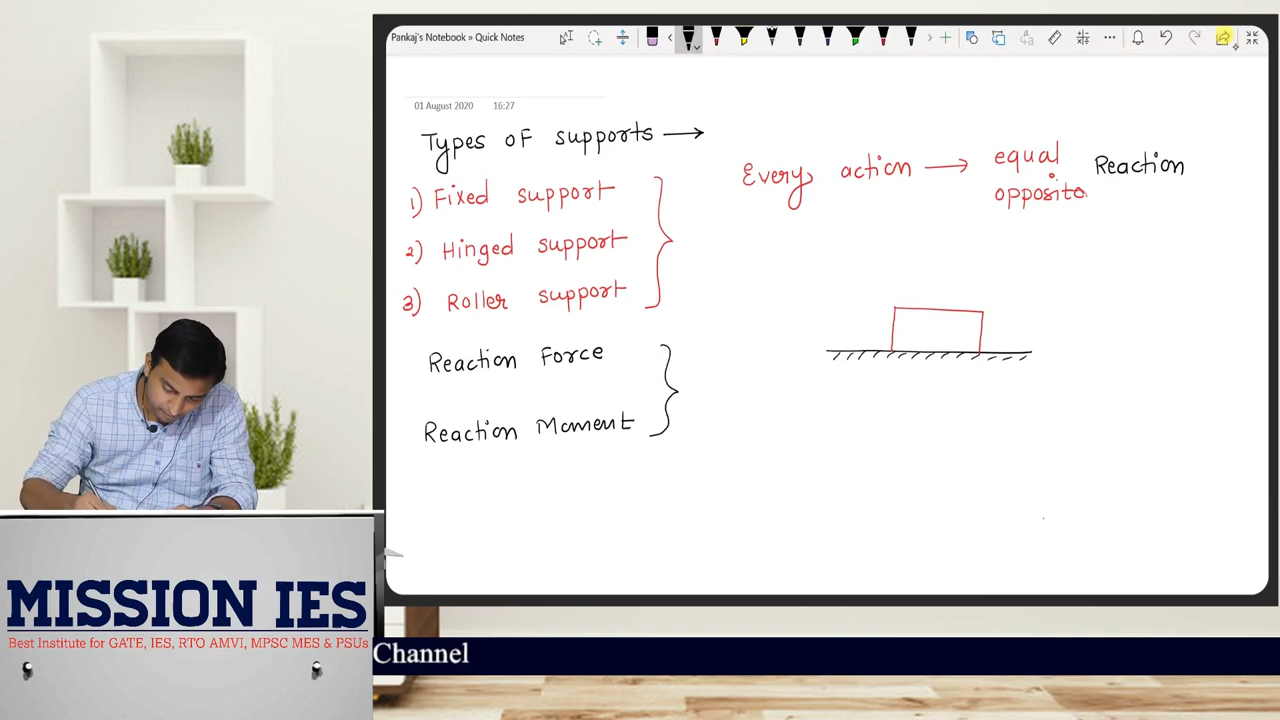 Pankaj's Notebook » Quick Notes
01 August 2020 16:27
Types of supports →
1) Fixed support
2) Hinged support
3) Roller support
Reaction Force
Reaction Moment
Every action → equal opposite Reaction
MISSION IES
Best Institute for GATE, IES, RTO AMVI, MPSC MES & PSUs
Channel